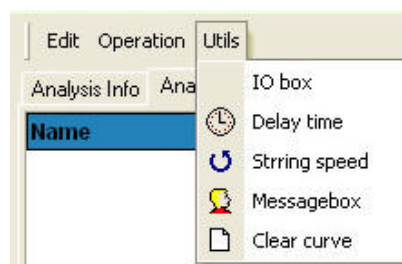 Edit Operation Utils
Analysis Info Ana
Name
IO box
Delay time
Strring speed
Messagebox
Clear curve